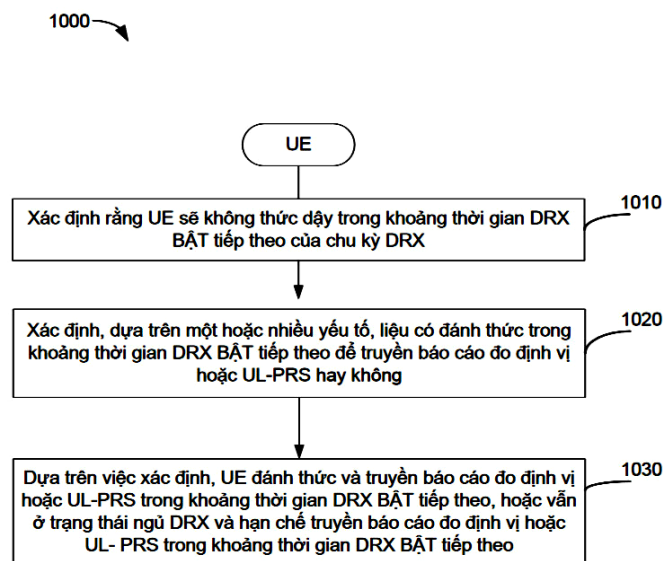 1000
UE
Xác định rằng UE sẽ không thức dậy trong khoảng thời gian DRX
BẬT tiếp theo của chu kỳ DRX
1010
Xác định, dựa trên một hoặc nhiều yếu tố, liệu có đánh thức trong
khoảng thời gian DRX BẬT tiếp theo để truyền báo cáo đo định vị
hoặc UL-PRS hay không
1020
Dựa trên việc xác định, UE đánh thức và truyền báo cáo đo định vị
hoặc UL-PRS trong khoảng thời gian DRX BẬT tiếp theo, hoặc vẫn
ở trạng thái ngủ DRX và hạn chế truyền báo cáo đo định vị hoặc
UL- PRS trong khoảng thời gian DRX BẬT tiếp theo
1030